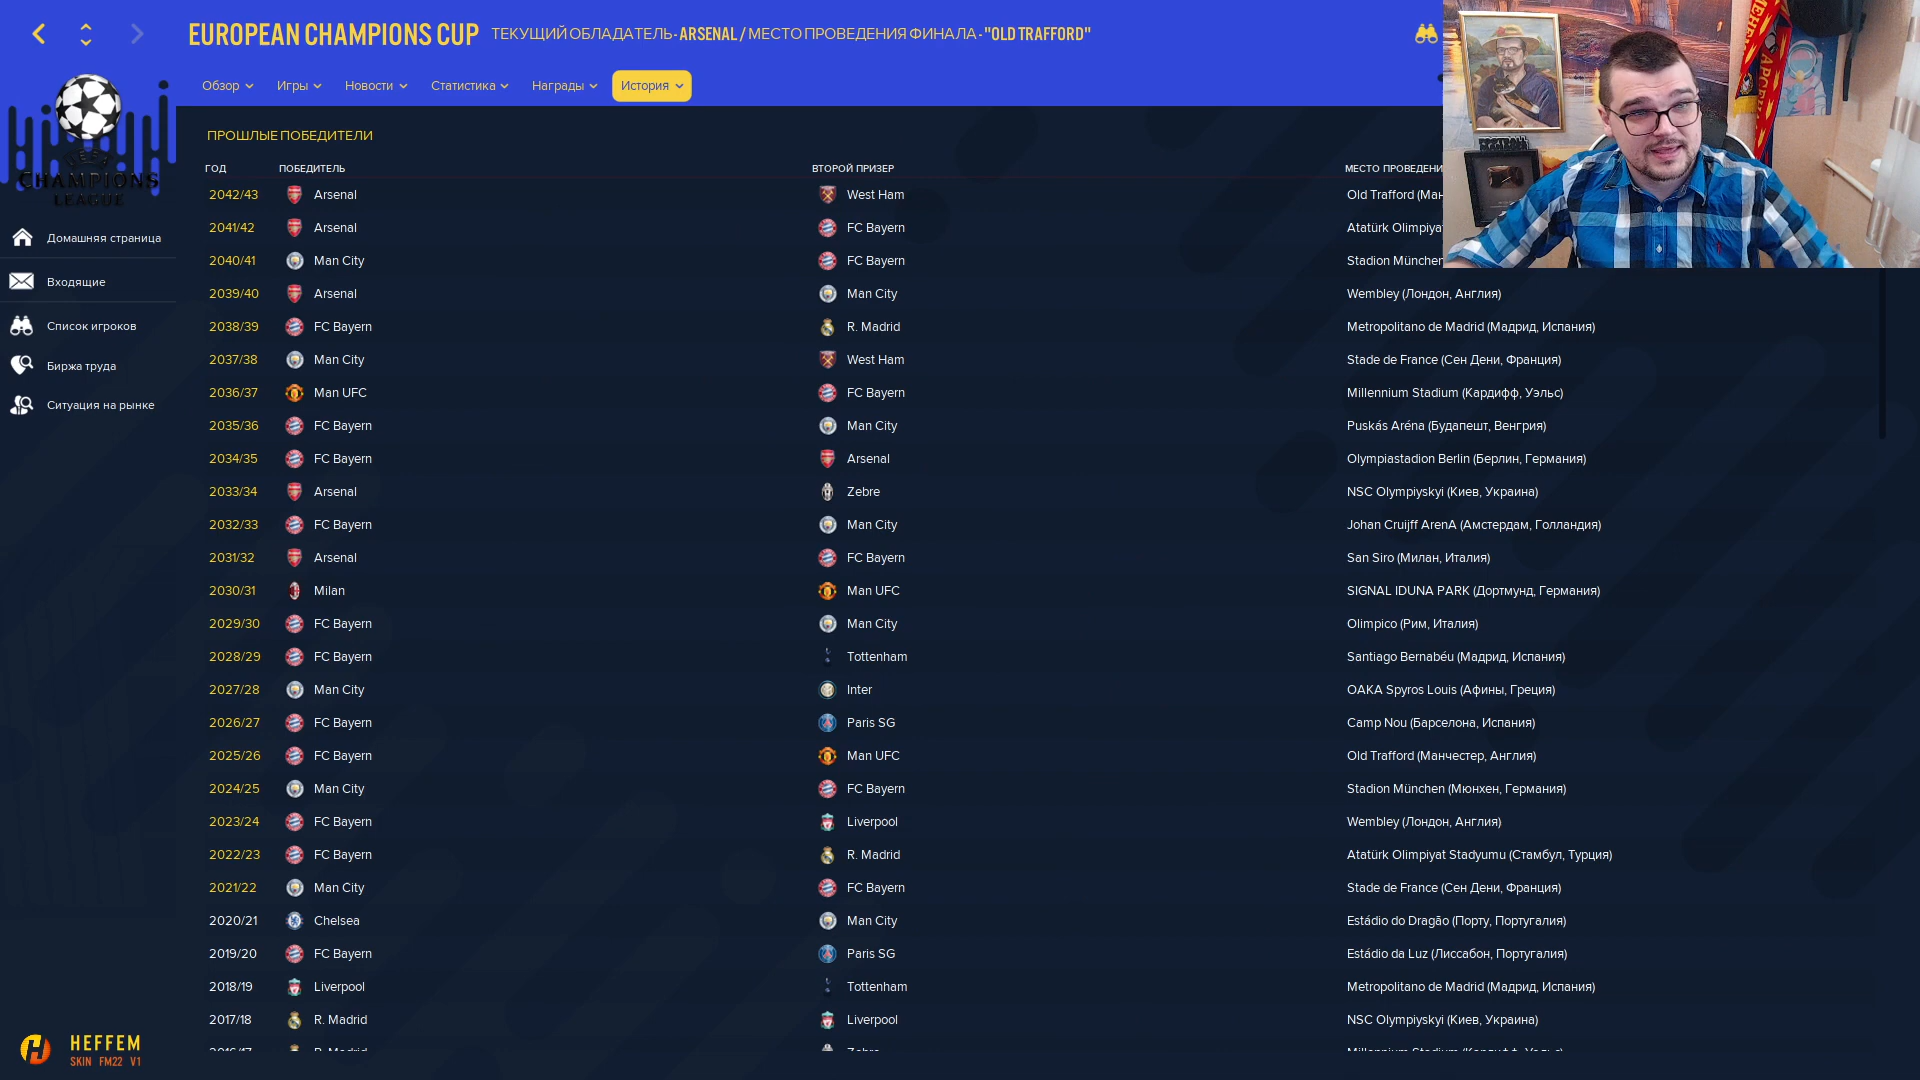 EUROPEAN CHAMPIONS CUP ТЕКУЩИЙ ОБЛАДАТЕЛЬ - ARSENAL / МЕСТО ПРОВЕДЕНИЯ ФИНАЛА - "OLD TRAFFORD"
Обзор Игры Новости Статистика Награды История
UEFA
CHAMPIONS
LEAGUE
Домашняя страница
Входящие
Список игроков
Биржа труда
Ситуация на рынке
HEFFEM
SKIN FM22 V1
ПРОШЛЫЕ ПОБЕДИТЕЛИ
ГОД ПОБЕДИТЕЛЬ ВТОРОЙ ПРИЗЕР МЕСТО ПРОВЕДЕНИ
2042/43 Arsenal West Ham Old Trafford (Ман
2041/42 Arsenal FC Bayern Atatürk Olimpiyat
2040/41 Man City FC Bayern Stadion München
2039/40 Arsenal Man City Wembley (Лондон, Англия)
2038/39 FC Bayern R. Madrid Metropolitano de Madrid (Мадрид, Испания)
2037/38 Man City West Ham Stade de France (Сен Дени, Франция)
2036/37 Man UFC FC Bayern Millennium Stadium (Кардифф, Уэльс)
2035/36 FC Bayern Man City Puskás Aréna (Будапешт, Венгрия)
2034/35 FC Bayern Arsenal Olympiastadion Berlin (Берлин, Германия)
2033/34 Arsenal Zebre NSC Olympiyskyi (Киев, Украина)
2032/33 FC Bayern Man City Johan Cruijff ArenA (Амстердам, Голландия)
2031/32 Arsenal FC Bayern San Siro (Милан, Италия)
2030/31 Milan Man UFC SIGNAL IDUNA PARK (Дортмунд, Германия)
2029/30 FC Bayern Man City Olimpico (Рим, Италия)
2028/29 FC Bayern Tottenham Santiago Bernabéu (Мадрид, Испания)
2027/28 Man City Inter OAKA Spyros Louis (Афины, Греция)
2026/27 FC Bayern Paris SG Camp Nou (Барселона, Испания)
2025/26 FC Bayern Man UFC Old Trafford (Манчестер, Англия)
2024/25 Man City FC Bayern Stadion München (Мюнхен, Германия)
2023/24 FC Bayern Liverpool Wembley (Лондон, Англия)
2022/23 FC Bayern R. Madrid Atatürk Olimpiyat Stadyumu (Стамбул, Турция)
2021/22 Man City FC Bayern Stade de France (Сен Дени, Франция)
2020/21 Chelsea Man City Estádio do Dragão (Порту, Португалия)
2019/20 FC Bayern Paris SG Estádio da Luz (Лиссабон, Португалия)
2018/19 Liverpool Tottenham Metropolitano de Madrid (Мадрид, Испания)
2017/18 R. Madrid Liverpool NSC Olympiyskyi (Киев, Украина)
2016/17 R. Madrid Zebre Millennium Stadium (Кардифф, Уэльс)